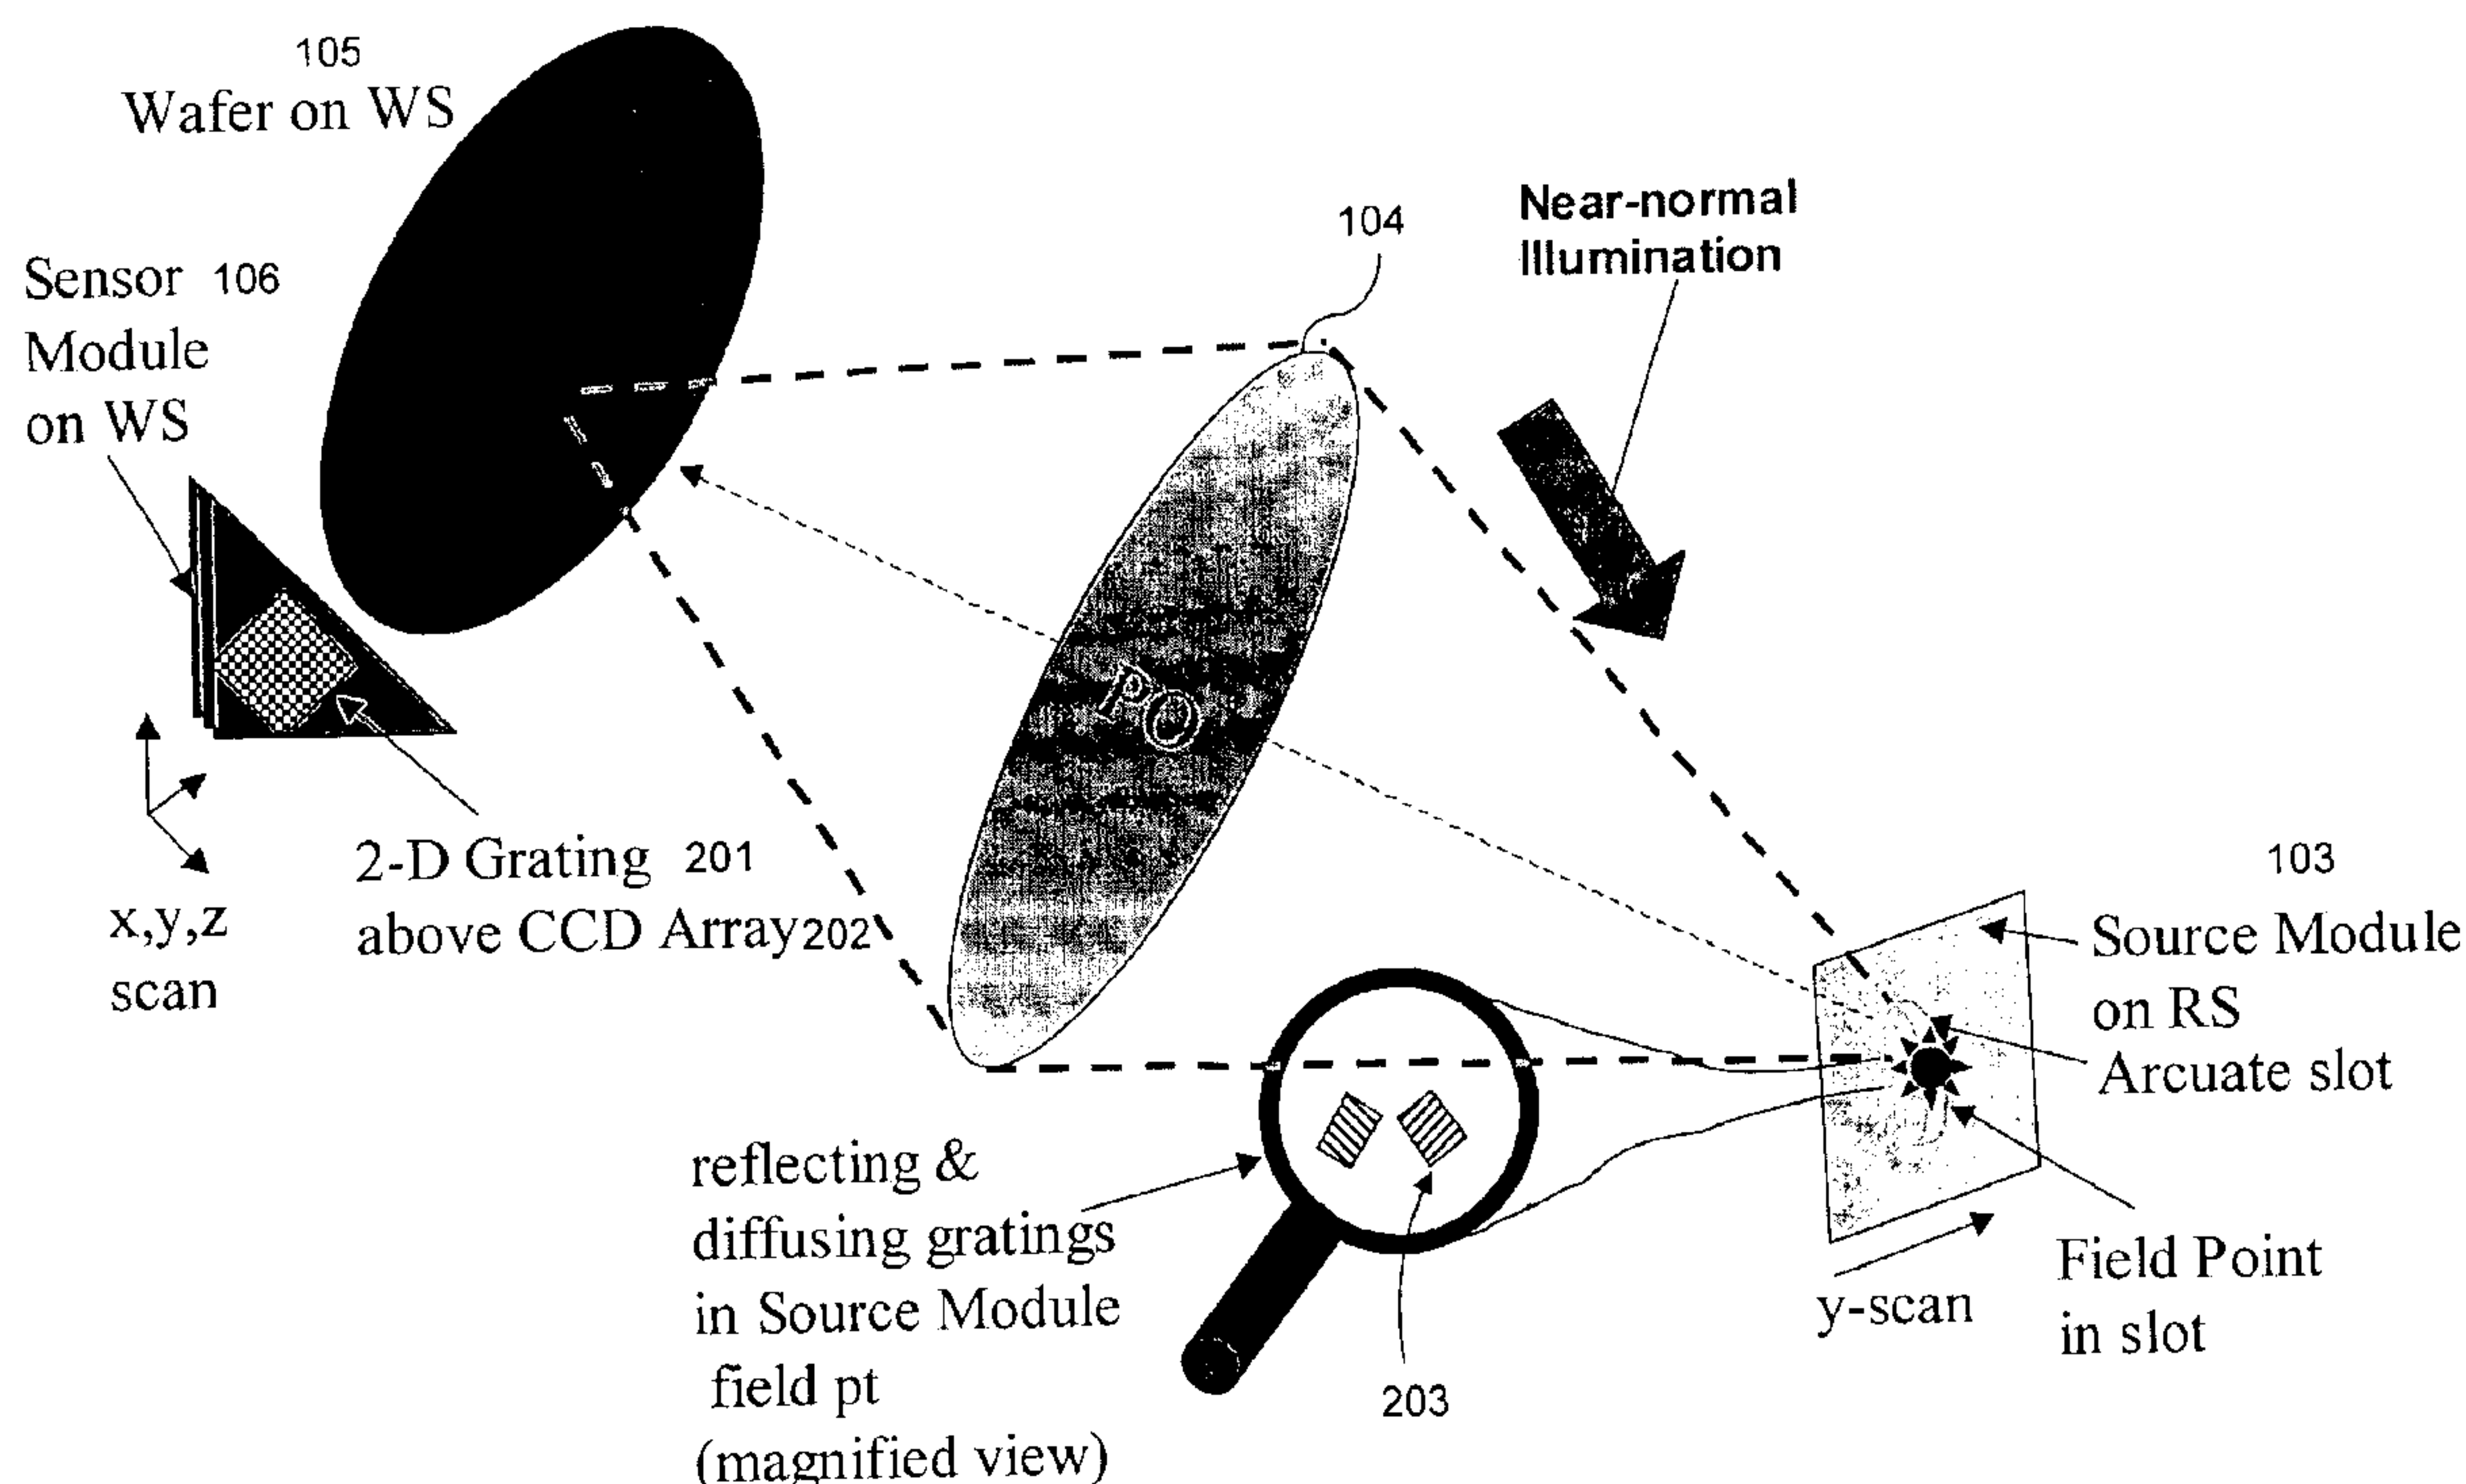 105
Wafer on WS
Sensor 106
Module
on WS
104
Near-normal
Illumination
PO
2-D Grating 201
above CCD Array 202
x,y,z
scan
103
Source Module
on RS
Arcuate slot
Field Point
in slot
y-scan
reflecting &
diffusing gratings
in Source Module
field pt
(magnified view)
203